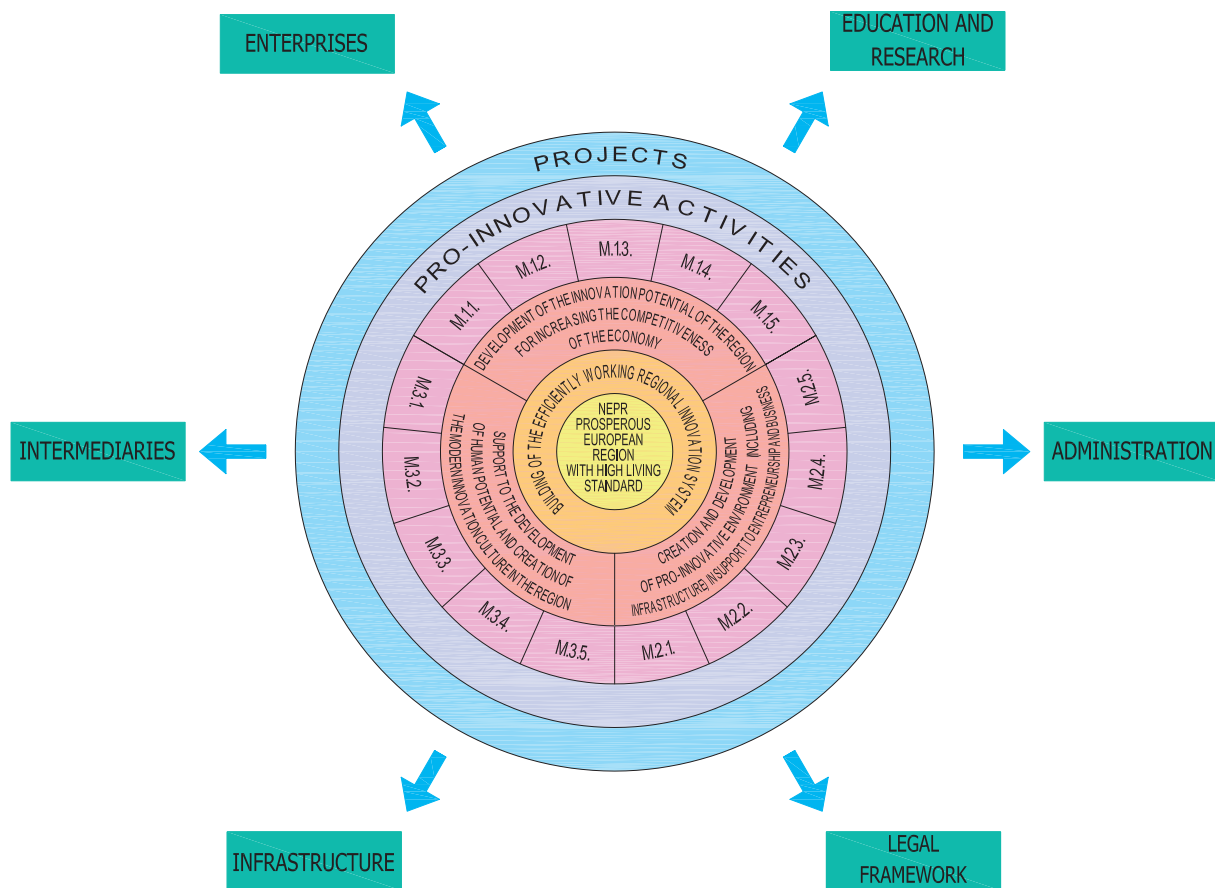 ENTERPRISES
EDUCATION AND
RESEARCH
PROJECTS
PRO-INNOVATIVE ACTIVITIES
M.1.1.
M.1.2.
M.1.3.
M.1.4.
M.1.5.
DEVELOPMENT OF THE INNOVATION POTENTIAL OF THE REGION
FOR INCREASING THE COMPETITIVENESS
OF THE ECONOMY
BUILDING OF THE EFFICIENTLY WORKING REGIONAL INNOVATION SYSTEM
NEPR
PROSPEROUS
EUROPEAN
REGION
WITH HIGH LIVING
STANDARD
M.3.1.
M.3.2.
M.3.3.
M.3.4.
M.3.5.
SUPPORT TO THE DEVELOPMENT
OF HUMAN POTENTIAL AND CREATION OF
THE MODERN INNOVATION CULTURE IN THE REGION
M.2.5.
M.2.4.
M.2.3.
M.2.2.
M.2.1.
CREATION AND DEVELOPMENT
OF PRO-INNOVATIVE ENVIRONMENT (INCLUDING
INFRASTRUCTURE) IN SUPPORT TO ENTREPRENEURSHIP AND BUSINESS
INTERMEDIARIES
ADMINISTRATION
INFRASTRUCTURE
LEGAL
FRAMEWORK